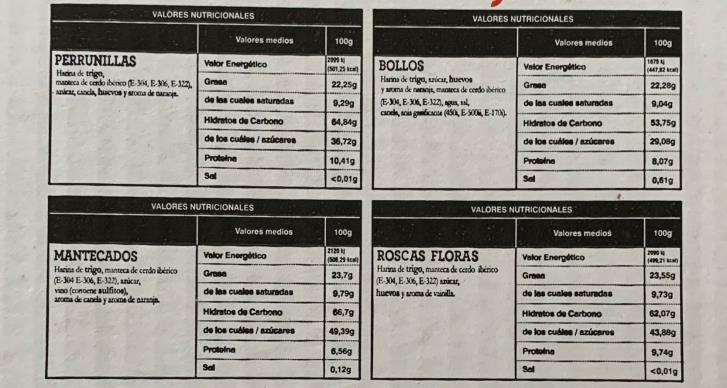 VALORES NUTRICIONALES
Valores medios 100g
PERRUNILLAS
Harina de trigo,
manteca de cerdo ibérico (E-304, E-306, E-322),
azúcar, canela, huevos y aroma de naranja.
Valor Energético 2099 kj (501,25 kcal)
Grasa 22,25g
de las cuales saturadas 9,29g
Hidratos de Carbono 64,84g
de los cuáles / azúcares 36,72g
Proteína 10,41g
Sal <0,01g
VALORES NUTRICIONALES
Valores medios 100g
BOLLOS
Harina de trigo, azúcar, huevos
y aroma de naranja, manteca de cerdo ibérico
(E-304, E-306, E-322), agua, sal,
canela, gasificante (450i, E-500ii, E-170i).
Valor Energético 1875 kj (447,82 kcal)
Grasa 22,28g
de las cuales saturadas 9,04g
Hidratos de Carbono 53,75g
de los cuáles / azúcares 29,08g
Proteína 8,07g
Sal 0,61g
VALORES NUTRICIONALES
Valores medios 100g
MANTECADOS
Harina de trigo, manteca de cerdo ibérico
(E-304 E-306, E-322), azúcar,
vino (contiene sulfitos),
aroma de canela y aroma de naranja.
Valor Energético 2120 kj (506,29 kcal)
Grasa 23,7g
de las cuales saturadas 9,79g
Hidratos de Carbono 66,7g
de los cuáles / azúcares 49,39g
Proteína 6,56g
Sal 0,12g
VALORES NUTRICIONALES
Valores medios 100g
ROSCAS FLORAS
Harina de trigo, manteca de cerdo ibérico
(E-304, E-306, E-322) azúcar,
huevos y aroma de vainilla.
Valor Energético 2090 kj (499,21 kcal)
Grasa 23,55g
de las cuales saturadas 9,73g
Hidratos de Carbono 62,07g
de los cuáles / azúcares 43,88g
Proteína 9,74g
Sal <0,01g